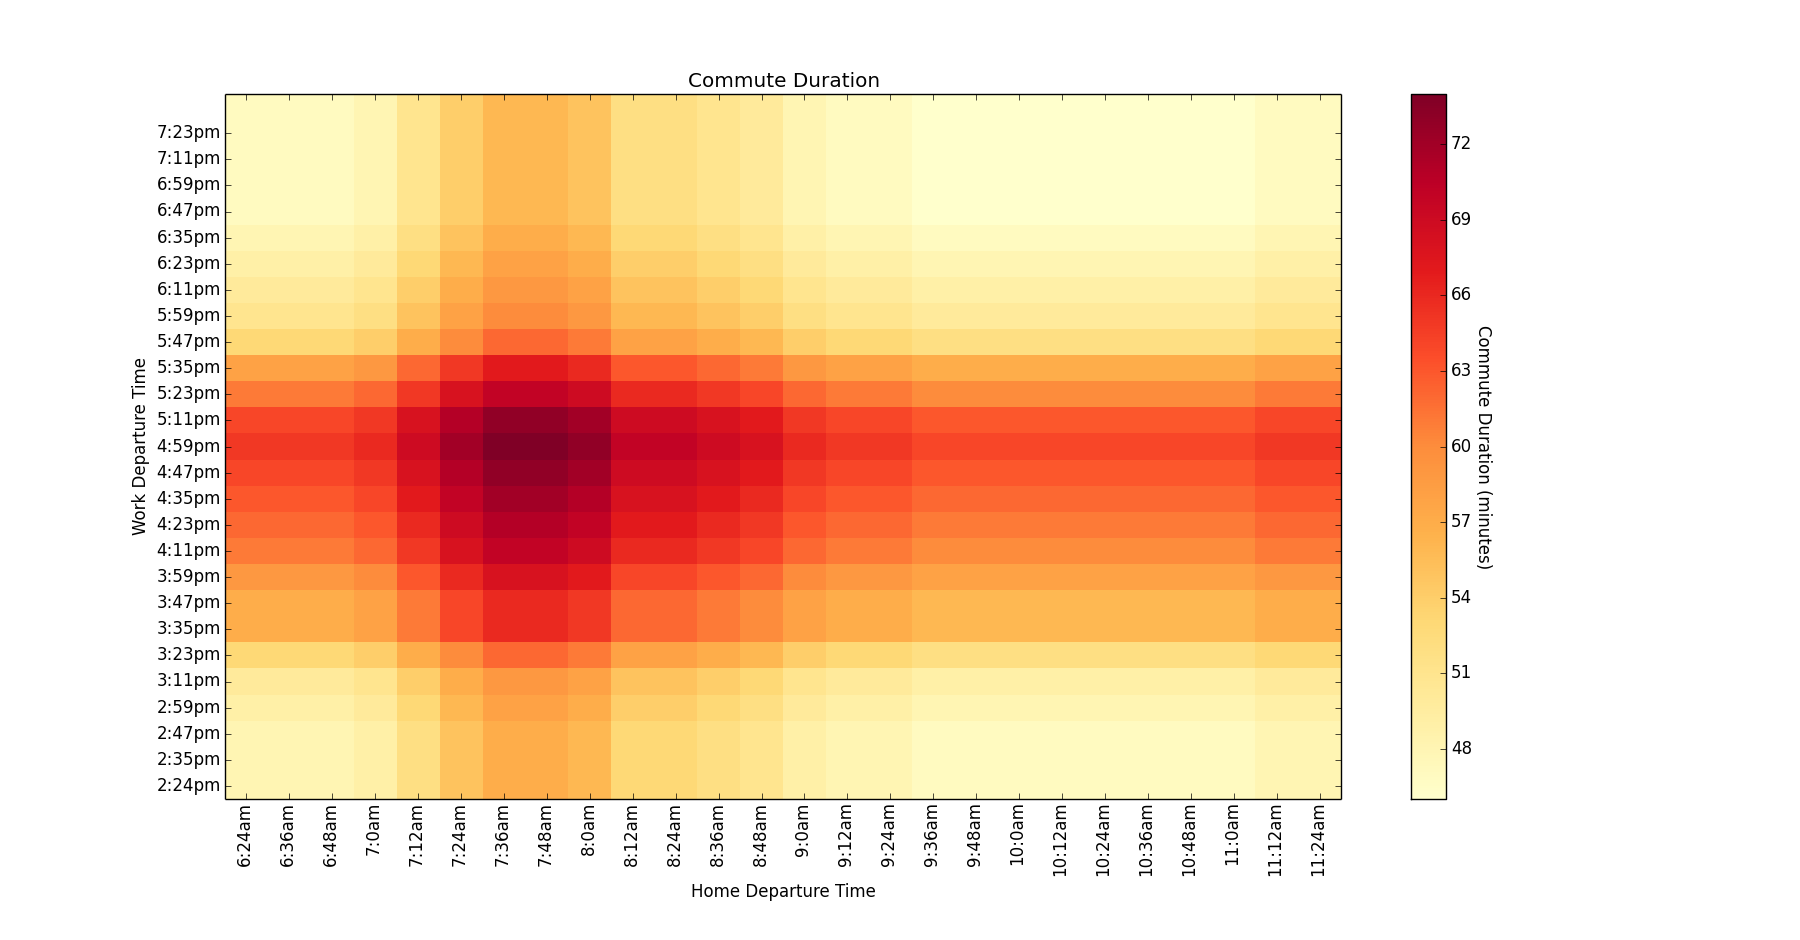 Commute Duration
7:23pm
7:11pm
6:59pm
6:47pm
6:35pm
6:23pm
6:11pm
5:59pm
5:47pm
5:35pm
5:23pm
5:11pm
4:59pm
4:47pm
4:35pm
4:23pm
4:11pm
3:59pm
3:47pm
3:35pm
3:23pm
3:11pm
2:59pm
2:47pm
2:35pm
2:24pm
Work Departure Time
6:24am
6:36am
6:48am
7:0am
7:12am
7:24am
7:36am
7:48am
8:0am
8:12am
8:24am
8:36am
8:48am
9:0am
9:12am
9:24am
9:36am
9:48am
10:0am
10:12am
10:24am
10:36am
10:48am
11:0am
11:12am
11:24am
Home Departure Time
72
69
66
63
60
57
54
51
48
Commute Duration (minutes)